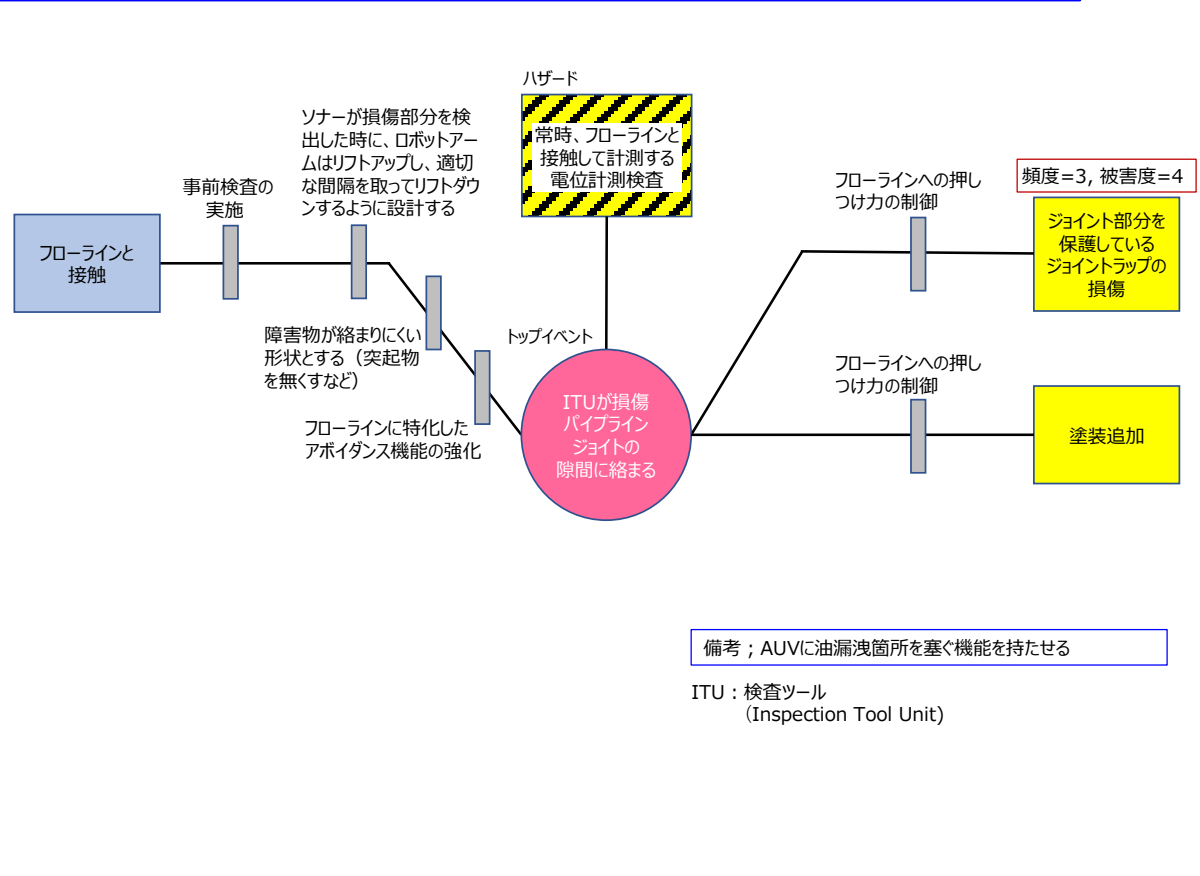 ハザード
常時、フローラインと
接触して計測する
電位計測検査
ソナーが損傷部分を検
出した時に、ロボットアー
ムはリフトアップし、適切
な間隔を取ってリフトダウ
ンするように設計する
事前検査の
実施
フローラインと
接触
障害物が絡まりにくい
形状とする（突起物
を無くすなど）
フローラインに特化した
アボイダンス機能の強化
トップイベント
ITUが損傷
パイプライン
ジョイトの
隙間に絡まる
フローラインへの押し
つけ力の制御
頻度=3, 被害度=4
ジョイント部分を
保護している
ジョイントラップの
損傷
フローラインへの押し
つけ力の制御
塗装追加
備考；AUVに油漏洩箇所を塞ぐ機能を持たせる
ITU：検査ツール
（Inspection Tool Unit)